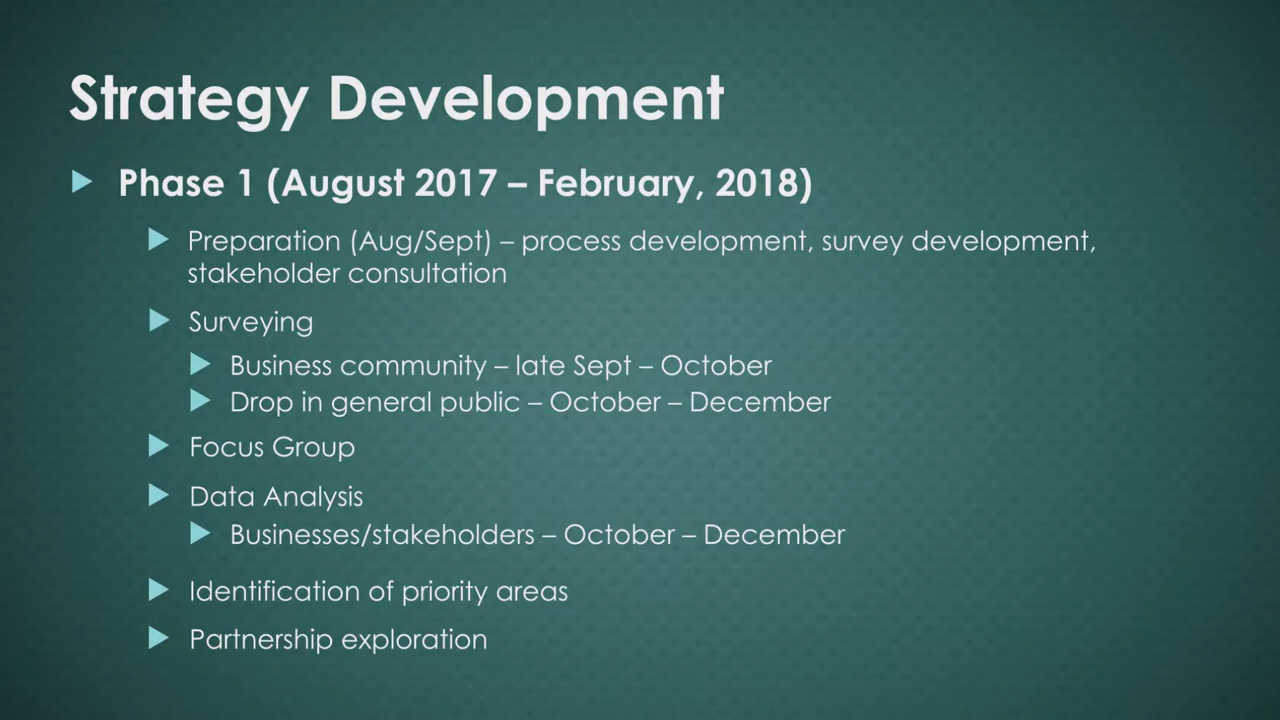 Strategy Development
Phase 1 (August 2017 – February, 2018)
Preparation (Aug/Sept) – process development, survey development,
stakeholder consultation
Surveying
Business community – late Sept – October
Drop in general public – October – December
Focus Group
Data Analysis
Businesses/stakeholders – October – December
Identification of priority areas
Partnership exploration